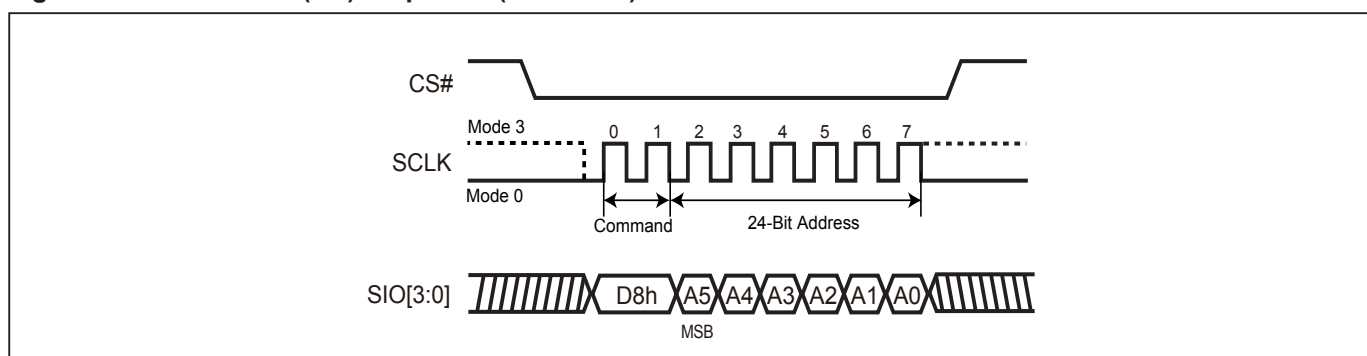 CS#
Mode 3
0 1 2 3 4 5 6 7
SCLK
Mode 0
Command
24-Bit Address
SIO[3:0]
D8h A5 A4 A3 A2 A1 A0
MSB